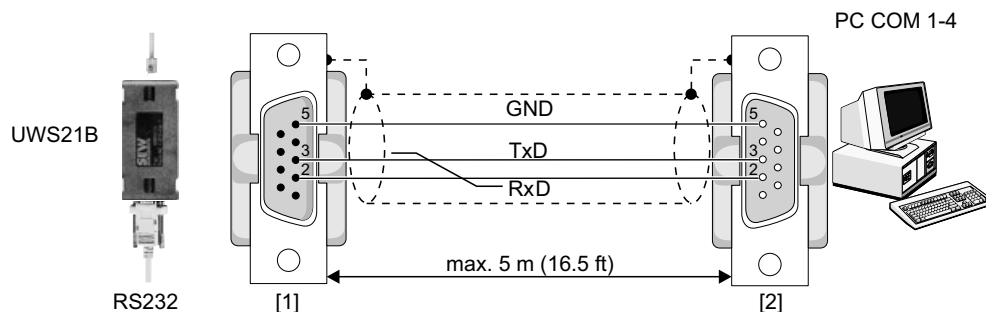 PC COM 1-4
UWS21B
SEW
5 GND 5
3 TxD 3
2 RxD 2
max. 5 m (16.5 ft)
RS232 [1] [2]